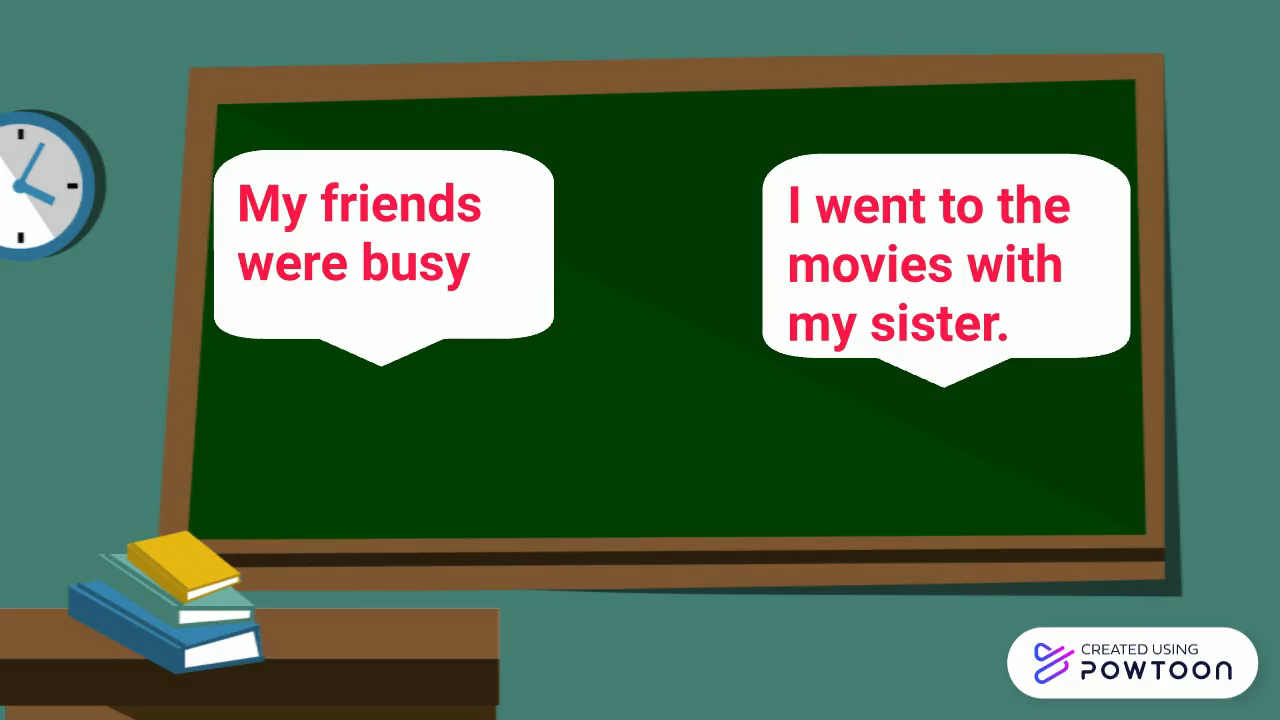 My friends
were busy
I went to the
movies with
my sister.
CREATED USING
POWTOON